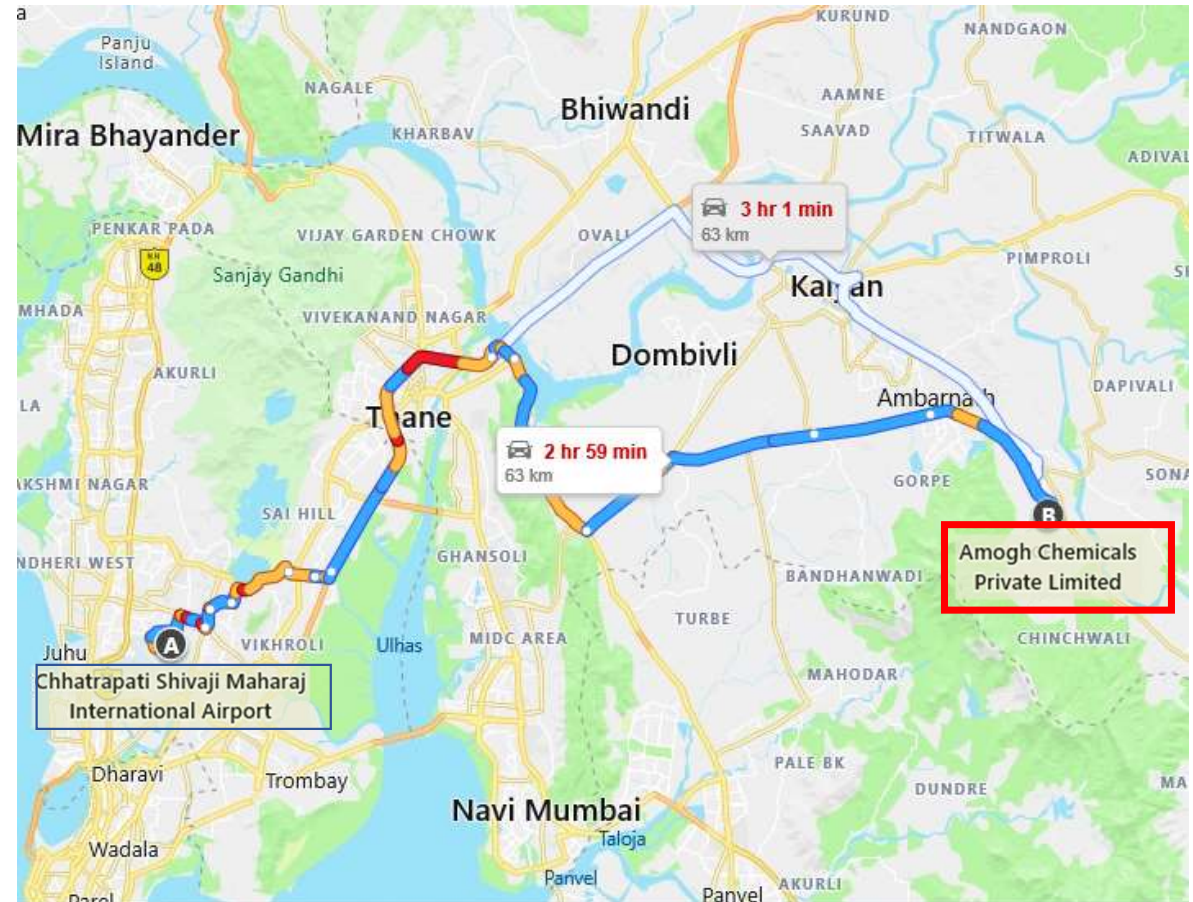 a
Panju
Island
KURUND
NANDGAON
NAGALE
AAMNE
Bhiwandi
Mira Bhayander
KHARBAV
SAAVAD
TITWALA
ADIVAL
3 hr 1 min
63 km
PENKAR PADA
VIJAY GARDEN CHOWK
OVALI
NH
48
Sanjay Gandhi
PIMPROLI
Kalyan
MHADA
VIVEKANAND NAGAR
Dombivli
AKURLI
DAPIVALI
LA
Ambarnath
Thane
2 hr 59 min
63 km
AKSHMI NAGAR
GORPE
SONA
SAI HILL
B
NDHERI WEST
GHANSOLI
Amogh Chemicals
Private Limited
BANDHANWADI
TURBE
A
Juhu
VIKHROLI
Ulhas
MIDC AREA
CHINCHWALI
Chhatrapati Shivaji Maharaj
International Airport
MAHODAR
Dharavi
Trombay
PALE BK
DUNDRE
MA
Navi Mumbai
Taloja
Wadala
Panvel
AKURLI
Panvel
Parel